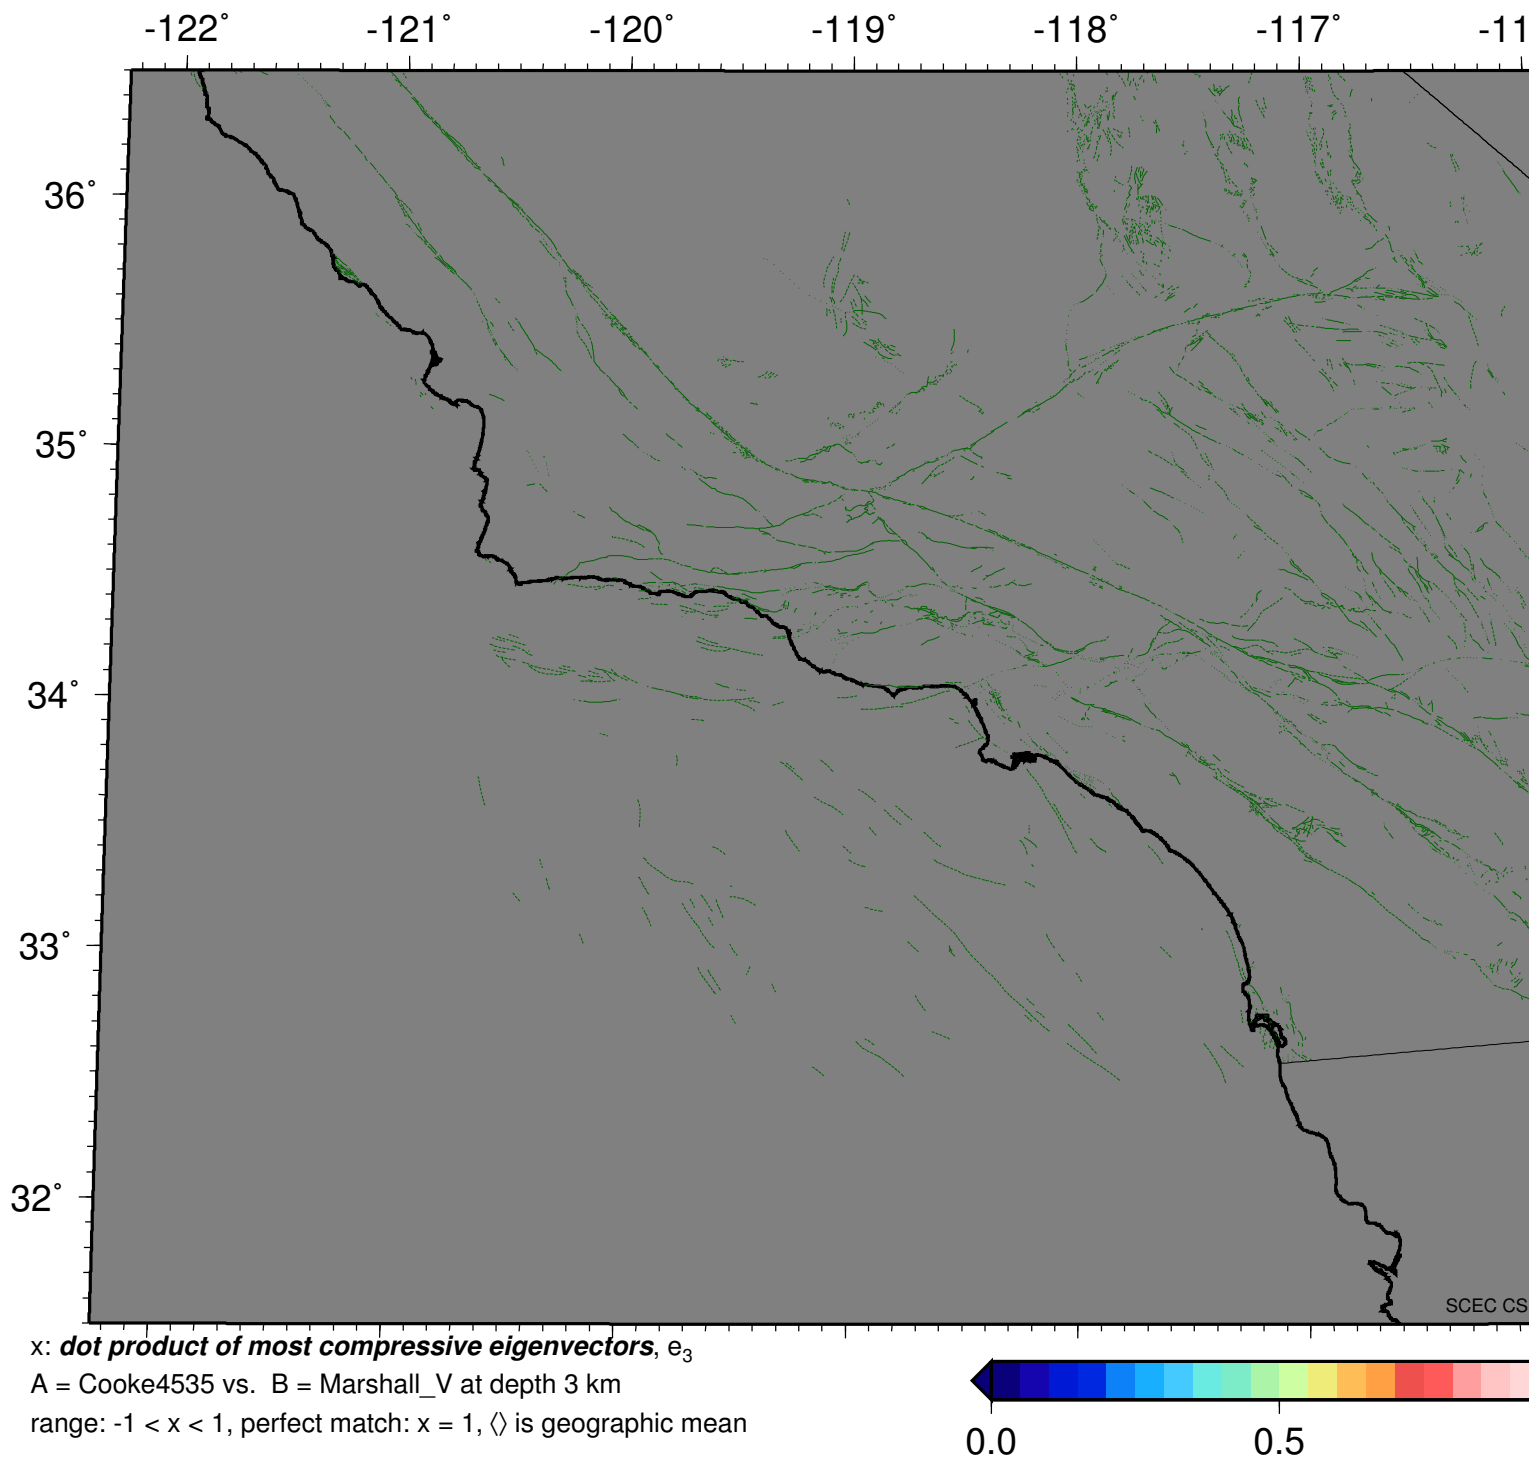 -122˚ -121˚ -120˚ -119˚ -118˚ -117˚ -11
36˚
35˚
34˚
33˚
32˚
SCEC CS
x: dot product of most compressive eigenvectors, e3
A = Cooke4535 vs. B = Marshall_V at depth 3 km
range: -1 < x < 1, perfect match: x = 1, ⟨⟩ is geographic mean
0.0 0.5